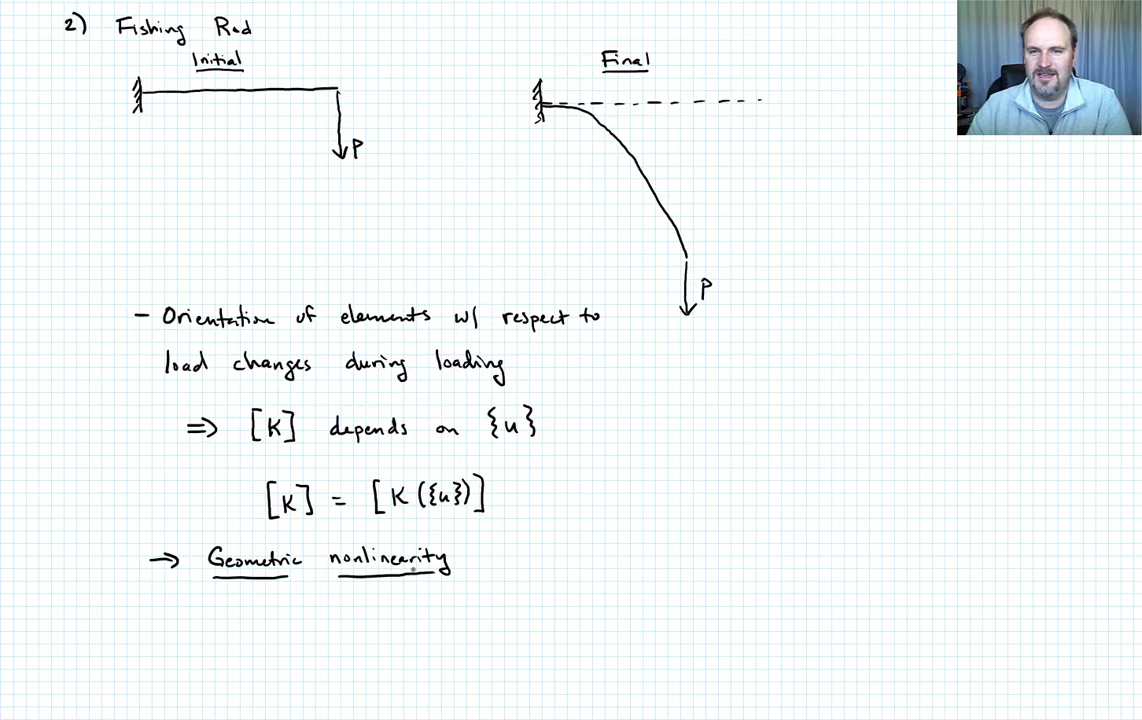 2) Fishing Rod
Initial
Final
P
P
- Orientation of elements w/ respect to
load changes during loading
⇒ [K] depends on {u}
[K] = [K({u})]
→ Geometric nonlinearity